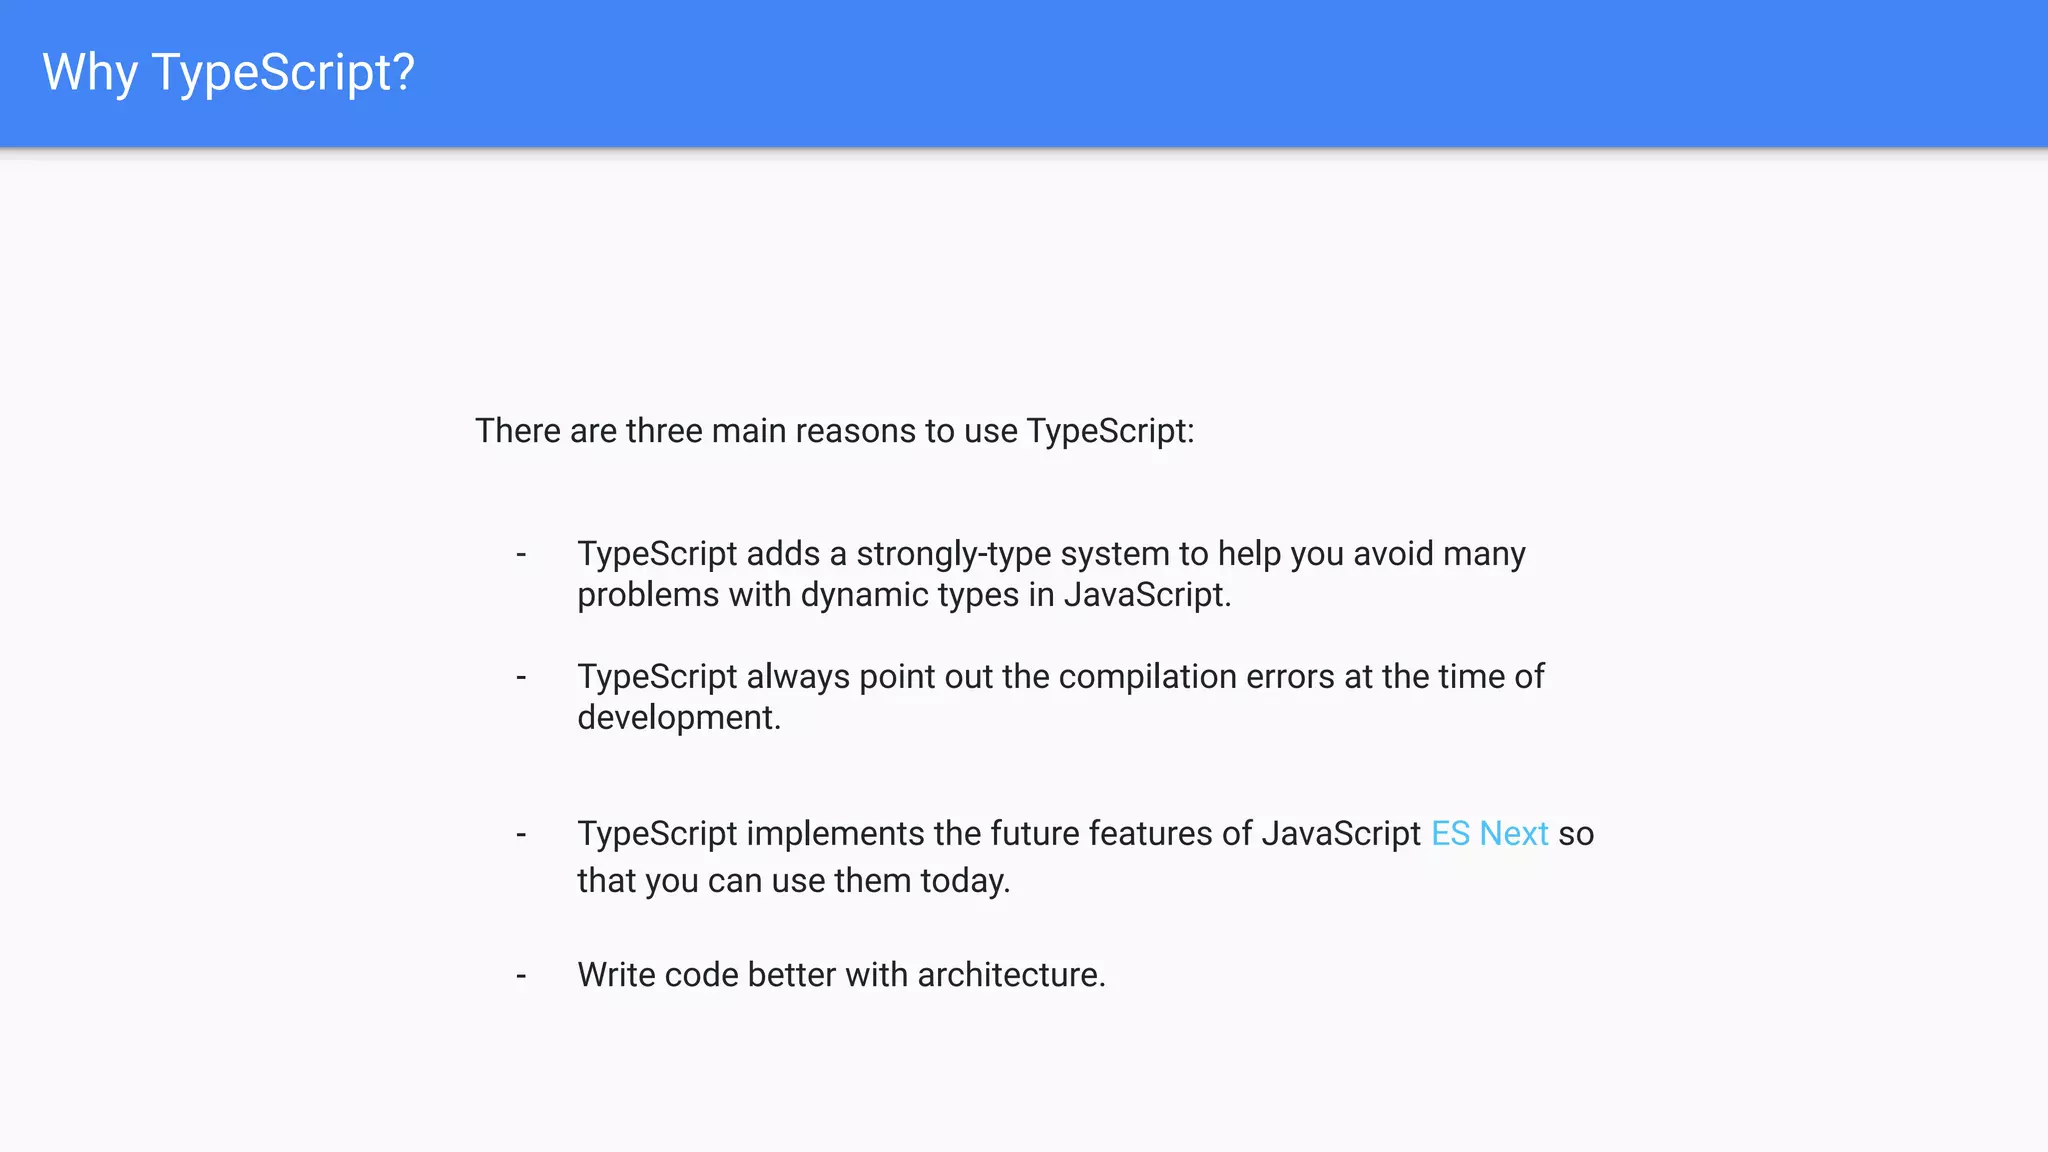 Why TypeScript?
There are three main reasons to use TypeScript:
- TypeScript adds a strongly-type system to help you avoid many
problems with dynamic types in JavaScript.
- TypeScript always point out the compilation errors at the time of
development.
- TypeScript implements the future features of JavaScript ES Next so
that you can use them today.
- Write code better with architecture.